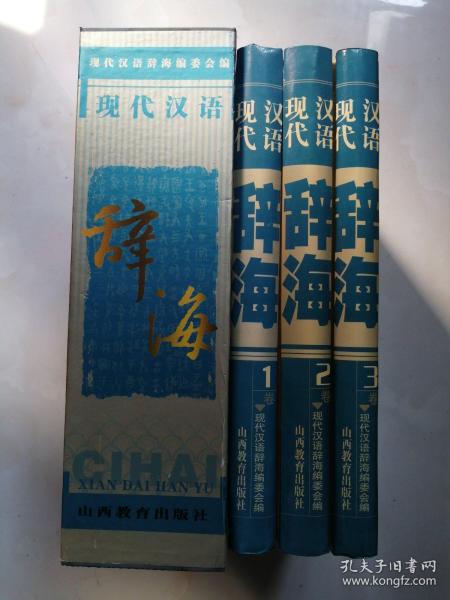 现代汉语辞海编委会编
现代汉语
辞海
CIHAI
XIAN DAI HAN YU
山西教育出版社
现代汉语
辞海
1卷
现代汉语辞海编委会编
山西教育出版社
现代汉语
辞海
2卷
现代汉语辞海编委会编
山西教育出版社
现代汉语
辞海
3卷
现代汉语辞海编委会编
山西教育出版社
孔夫子旧书网
www.kongfz.com